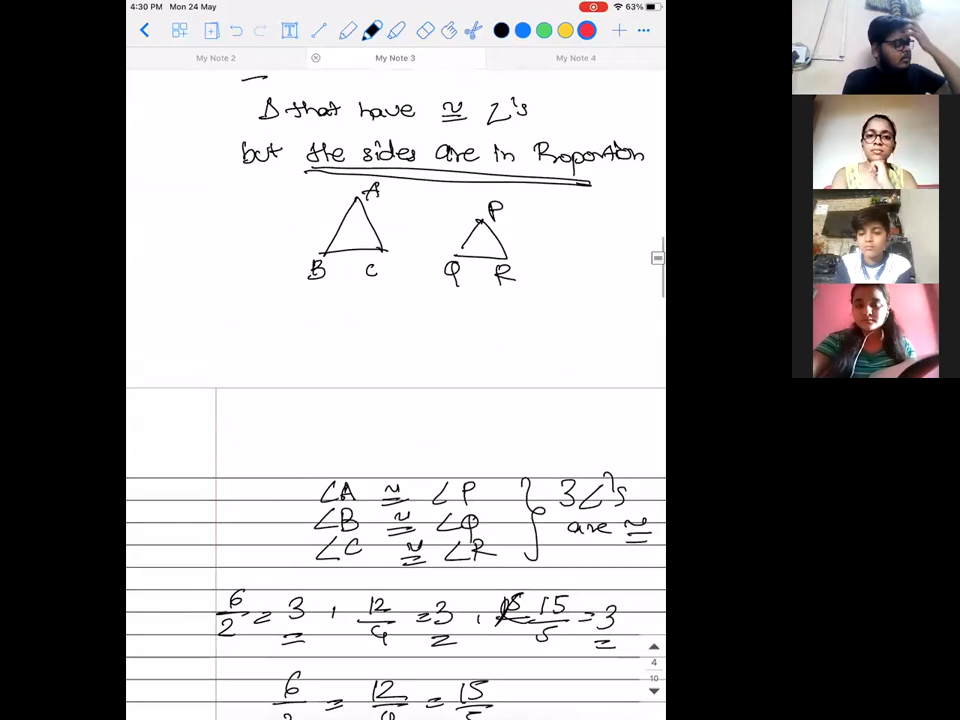 4:30 PM Mon 24 May
63%
My Note 2
My Note 3
My Note 4
Δ that have ≅ ∠'s
but the sides are in Proportion
A
P
B C Q R
∠A ≅ ∠P
∠B ≅ ∠Q
∠C ≅ ∠R
3∠'s
are ≅
6/2 = 3 , 12/4 = 3 , 15/5 = 3
6/2 = 12/4 = 15/5
4
10